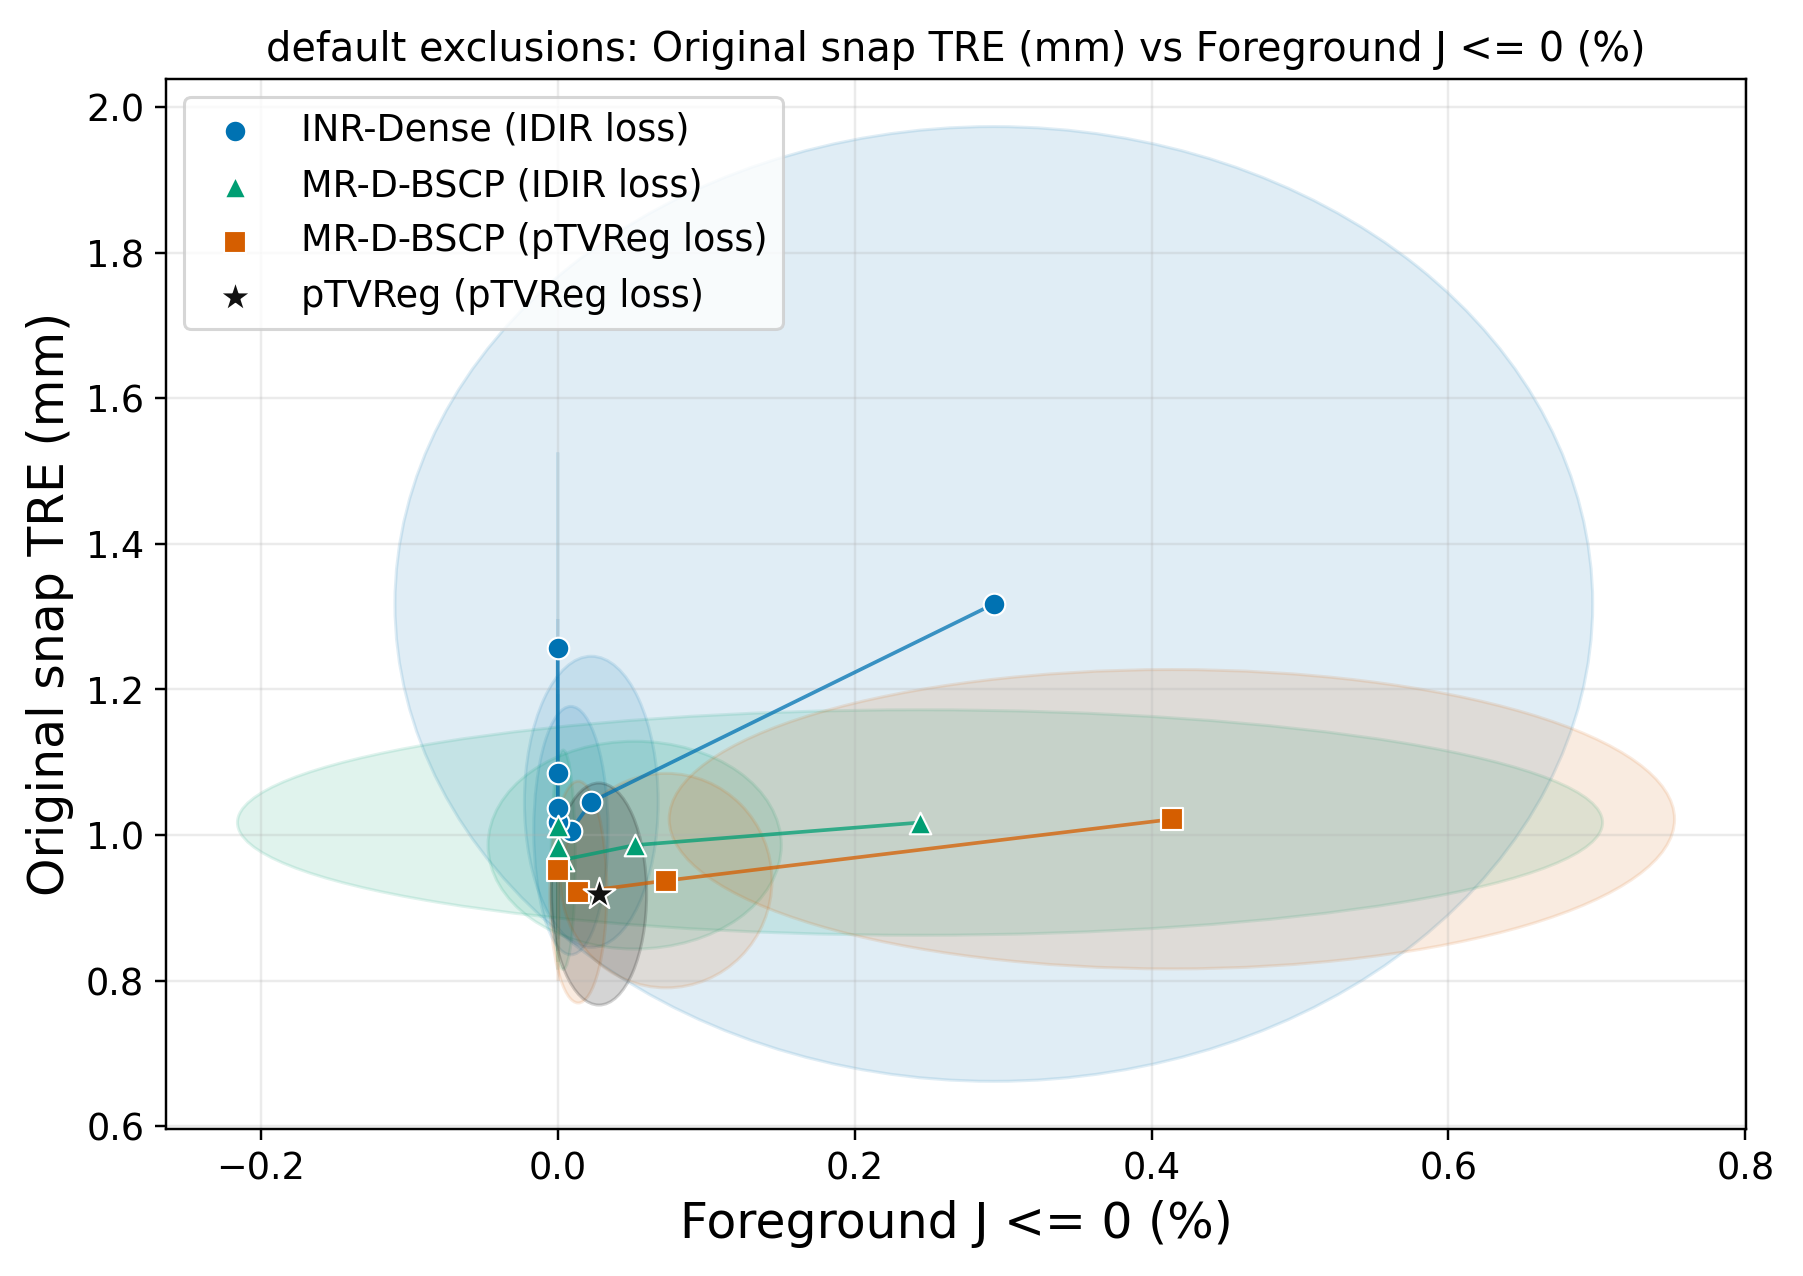 default exclusions: Original snap TRE (mm) vs Foreground J <= 0 (%)
INR-Dense (IDIR loss)
MR-D-BSCP (IDIR loss)
MR-D-BSCP (pTVReg loss)
pTVReg (pTVReg loss)
Original snap TRE (mm)
2.0
1.8
1.6
1.4
1.2
1.0
0.8
0.6
−0.2
0.0
0.2
0.4
0.6
0.8
Foreground J <= 0 (%)